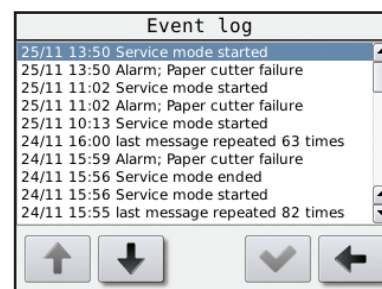 Event log
25/11 13:50 Service mode started
25/11 13:50 Alarm; Paper cutter failure
25/11 11:02 Service mode started
25/11 11:02 Alarm; Paper cutter failure
25/11 10:13 Service mode started
24/11 16:00 last message repeated 63 times
24/11 15:59 Alarm; Paper cutter failure
24/11 15:56 Service mode ended
24/11 15:56 Service mode started
24/11 15:55 last message repeated 82 times